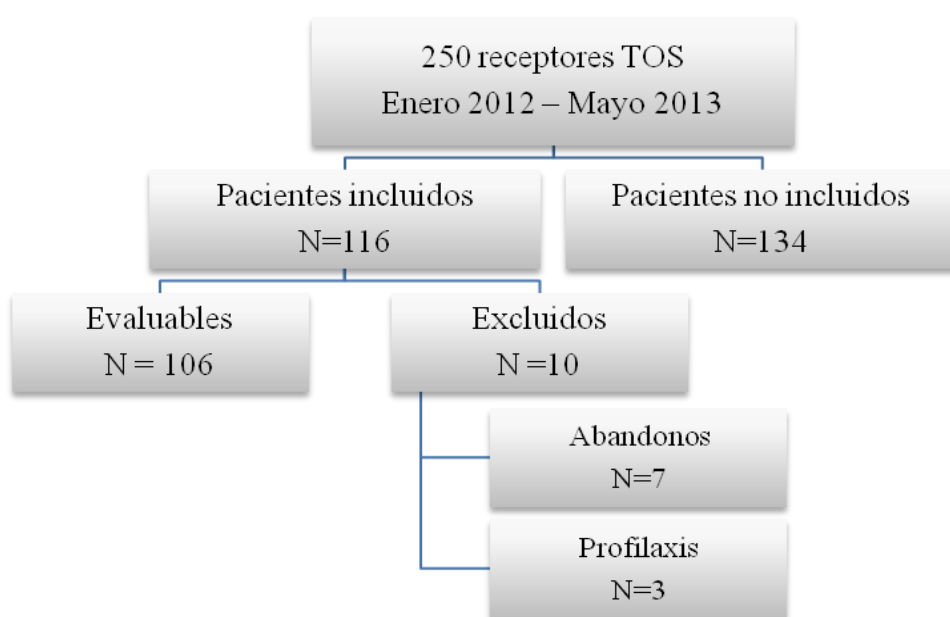 250 receptores TOS
Enero 2012 – Mayo 2013
Pacientes incluidos
N=116
Pacientes no incluidos
N=134
Evaluables
N = 106
Excluidos
N =10
Abandonos
N=7
Profilaxis
N=3